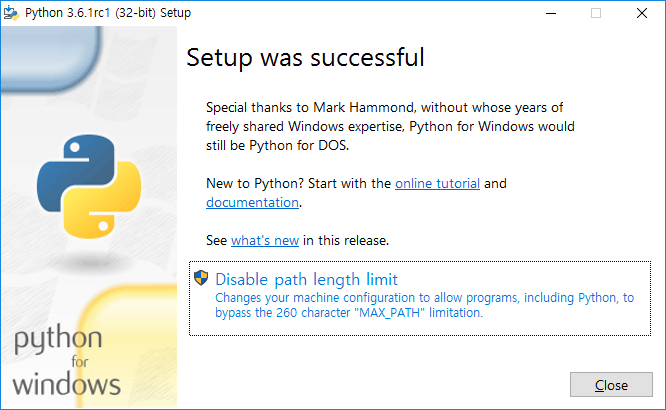 Python 3.6.1rc1 (32-bit) Setup
Setup was successful
Special thanks to Mark Hammond, without whose years of
freely shared Windows expertise, Python for Windows would
still be Python for DOS.
New to Python? Start with the online tutorial and
documentation.
See what's new in this release.
Disable path length limit
Changes your machine configuration to allow programs, including Python, to
bypass the 260 character "MAX_PATH" limitation.
python
for
windows
Close